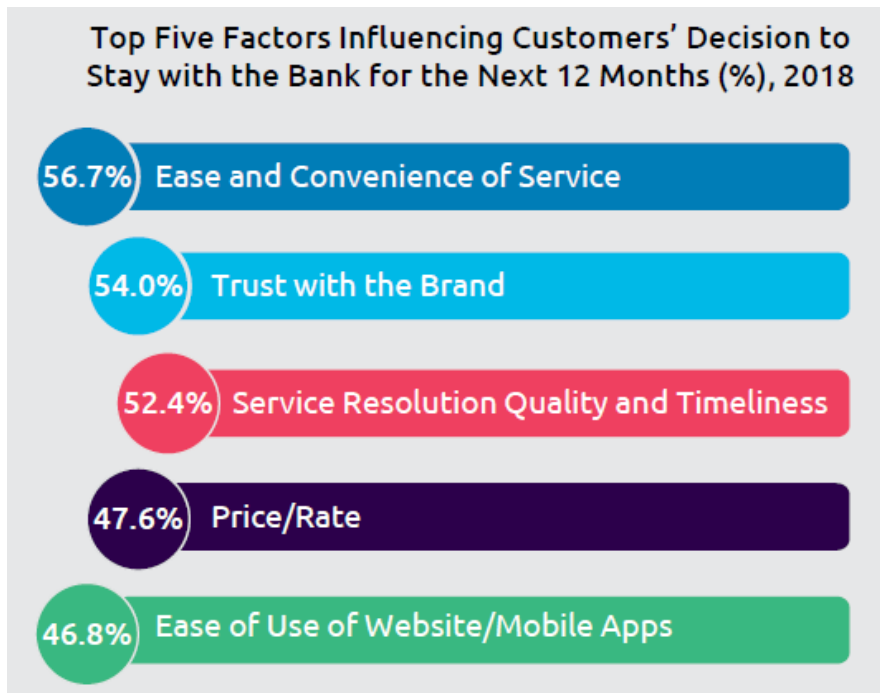 Top Five Factors Influencing Customers’ Decision to
Stay with the Bank for the Next 12 Months (%), 2018
56.7% Ease and Convenience of Service
54.0% Trust with the Brand
52.4% Service Resolution Quality and Timeliness
47.6% Price/Rate
46.8% Ease of Use of Website/Mobile Apps